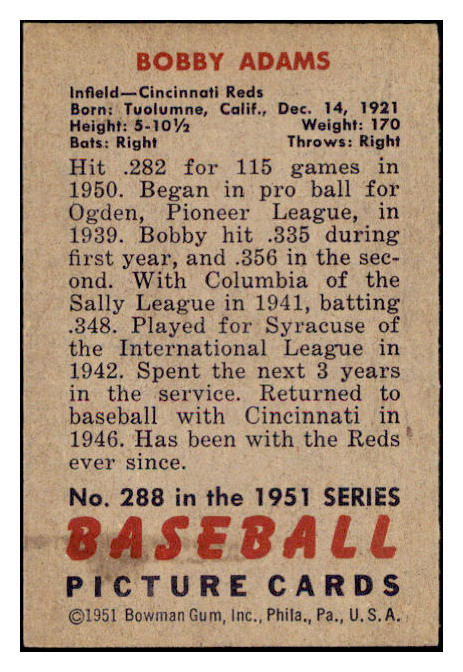 BOBBY ADAMS
Infield—Cincinnati Reds
Born: Tuolumne, Calif., Dec. 14, 1921
Height: 5-10½ Weight: 170
Bats: Right Throws: Right
Hit .282 for 115 games in
1950. Began in pro ball for
Ogden, Pioneer League, in
1939. Bobby hit .335 during
first year, and .356 in the sec-
ond. With Columbia of the
Sally League in 1941, batting
.348. Played for Syracuse of
the International League in
1942. Spent the next 3 years
in the service. Returned to
baseball with Cincinnati in
1946. Has been with the Reds
ever since.
No. 288 in the 1951 SERIES
BASEBALL
PICTURE CARDS
©1951 Bowman Gum, Inc., Phila., Pa., U. S. A.